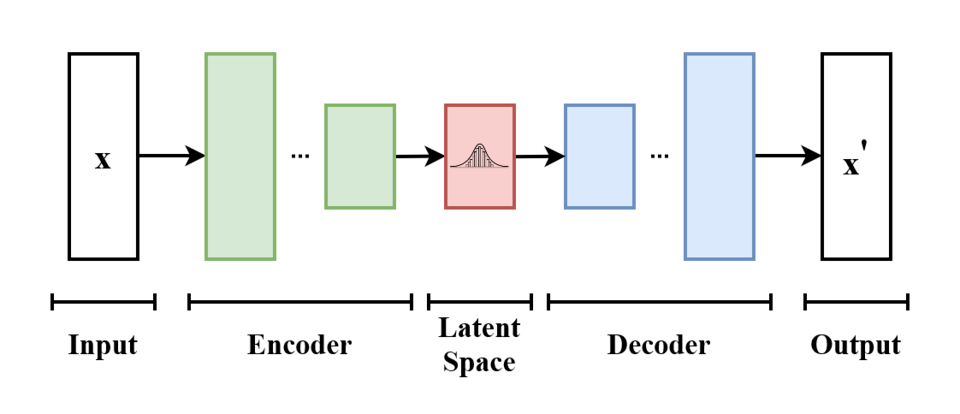 x
...
...
x'
Input
Encoder
Latent
Space
Decoder
Output